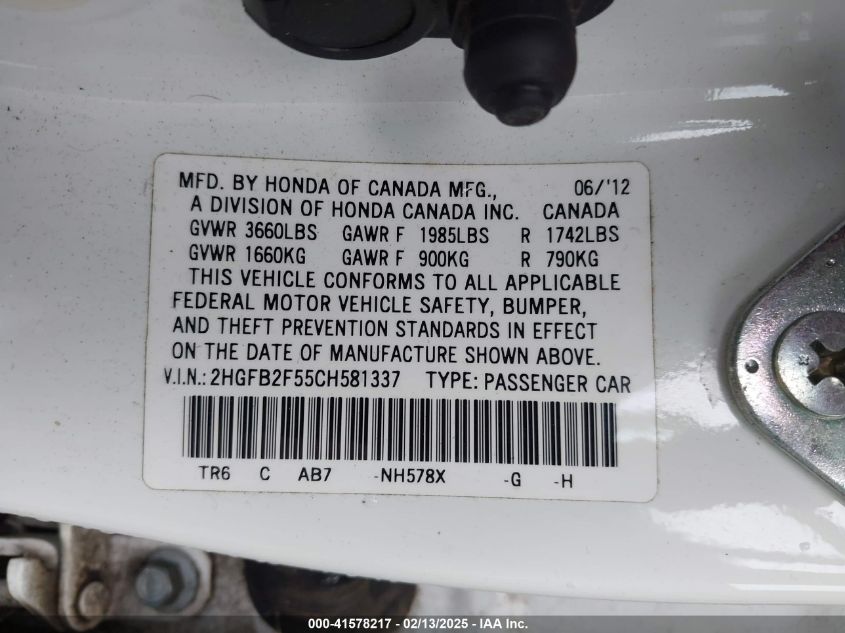 MFD. BY HONDA OF CANADA MFG., 06/'12
A DIVISION OF HONDA CANADA INC. CANADA
GVWR 3660LBS GAWR F 1985LBS R 1742LBS
GVWR 1660KG GAWR F 900KG R 790KG
THIS VEHICLE CONFORMS TO ALL APPLICABLE
FEDERAL MOTOR VEHICLE SAFETY, BUMPER,
AND THEFT PREVENTION STANDARDS IN EFFECT
ON THE DATE OF MANUFACTURE SHOWN ABOVE.
V.I.N.: 2HGFB2F55CH581337 TYPE: PASSENGER CAR
TR6 C AB7 -NH578X -G -H
000-41578217 - 02/13/2025 - IAA Inc.